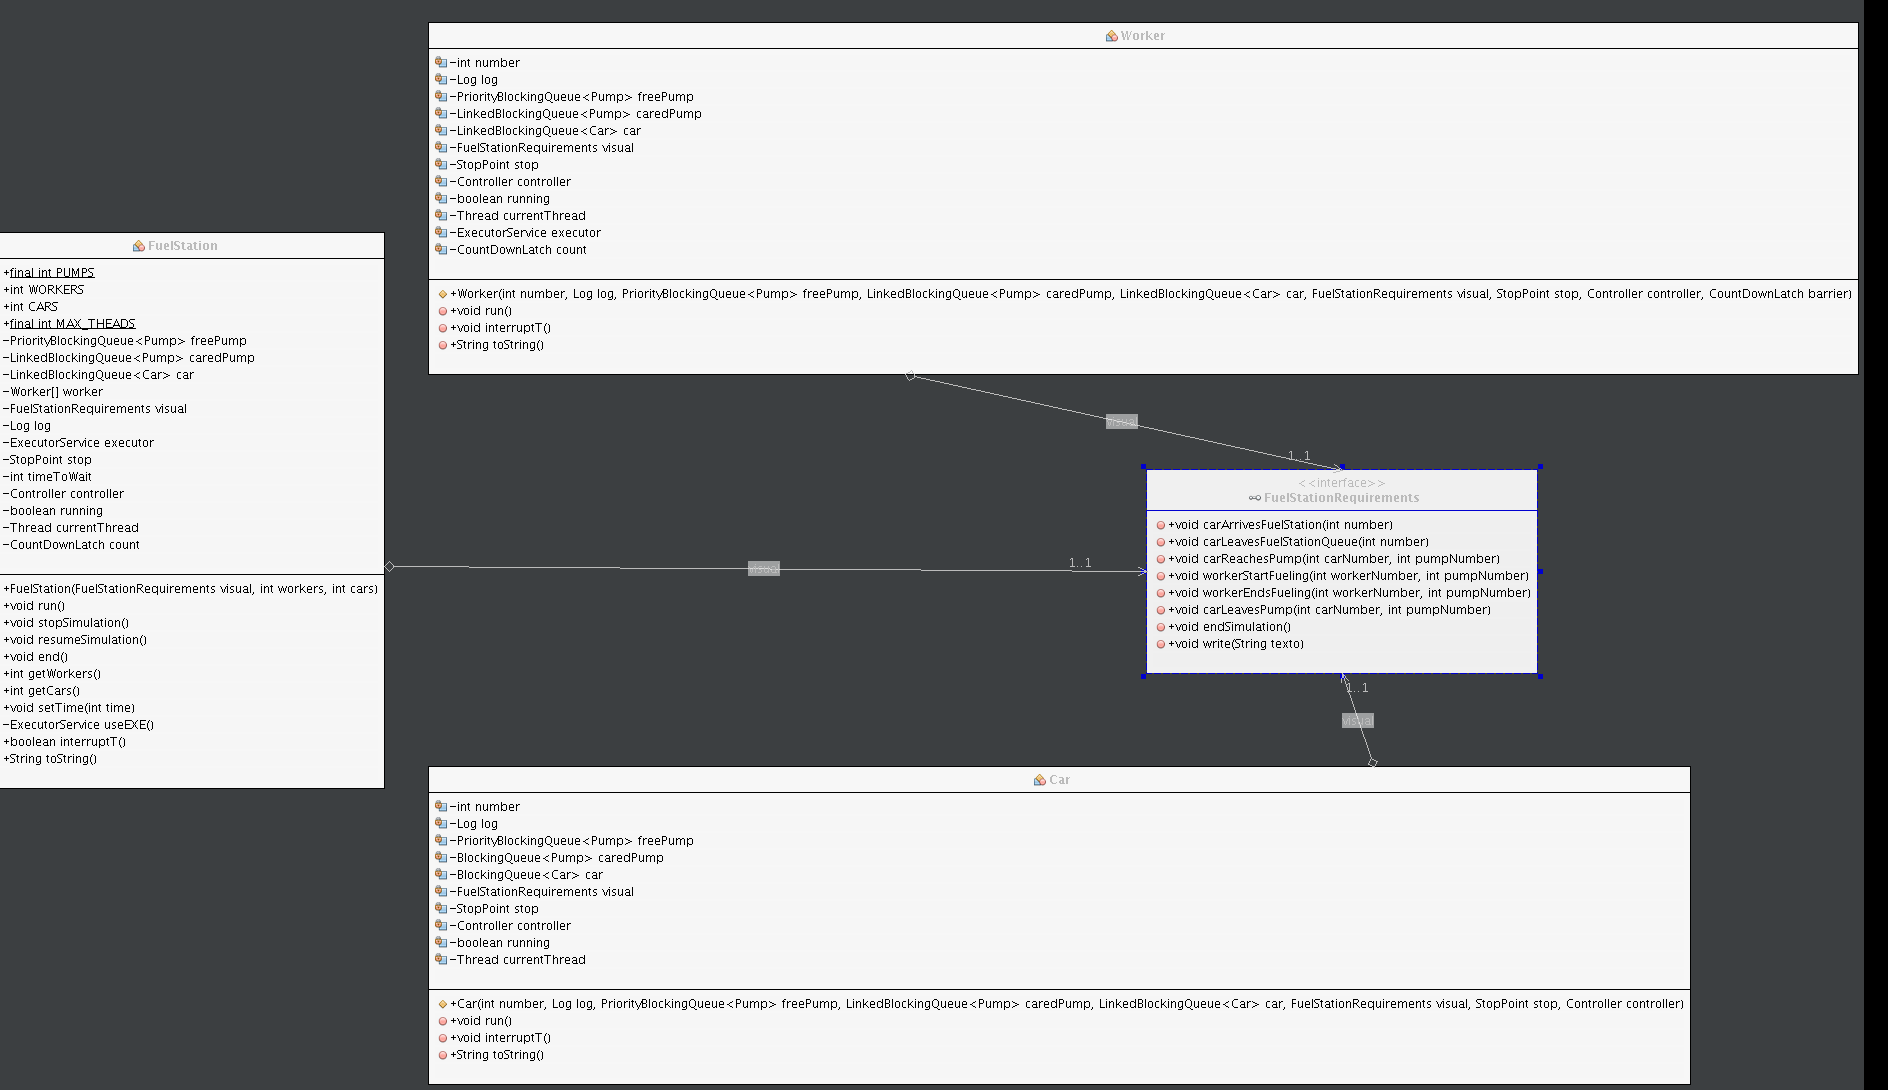 Worker
-int number
-Log log
-PriorityBlockingQueue<Pump> freePump
-LinkedBlockingQueue<Pump> caredPump
-LinkedBlockingQueue<Car> car
-FuelStationRequirements visual
-StopPoint stop
-Controller controller
-boolean running
-Thread currentThread
-ExecutorService executor
-CountDownLatch count
+Worker(int number, Log log, PriorityBlockingQueue<Pump> freePump, LinkedBlockingQueue<Pump> caredPump, LinkedBlockingQueue<Car> car, FuelStationRequirements visual, StopPoint stop, Controller controller, CountDownLatch barrier)
+void run()
+void interruptT()
+String toString()
FuelStation
+final int PUMPS
+int WORKERS
+int CARS
+final int MAX_THEADS
-PriorityBlockingQueue<Pump> freePump
-LinkedBlockingQueue<Pump> caredPump
-LinkedBlockingQueue<Car> car
-Worker[] worker
-FuelStationRequirements visual
-Log log
-ExecutorService executor
-StopPoint stop
-int timeToWait
-Controller controller
-boolean running
-Thread currentThread
-CountDownLatch count
+FuelStation(FuelStationRequirements visual, int workers, int cars)
+void run()
+void stopSimulation()
+void resumeSimulation()
+void end()
+int getWorkers()
+int getCars()
+void setTime(int time)
-ExecutorService useEXE()
+boolean interruptT()
+String toString()
visual
1..1
visual
1..1
<<interface>>
FuelStationRequirements
+void carArrivesFuelStation(int number)
+void carLeavesFuelStationQueue(int number)
+void carReachesPump(int carNumber, int pumpNumber)
+void workerStartFueling(int workerNumber, int pumpNumber)
+void workerEndsFueling(int workerNumber, int pumpNumber)
+void carLeavesPump(int carNumber, int pumpNumber)
+void endSimulation()
+void write(String texto)
1..1
visual
Car
-int number
-Log log
-PriorityBlockingQueue<Pump> freePump
-BlockingQueue<Pump> caredPump
-BlockingQueue<Car> car
-FuelStationRequirements visual
-StopPoint stop
-Controller controller
-boolean running
-Thread currentThread
+Car(int number, Log log, PriorityBlockingQueue<Pump> freePump, LinkedBlockingQueue<Pump> caredPump, LinkedBlockingQueue<Car> car, FuelStationRequirements visual, StopPoint stop, Controller controller)
+void run()
+void interruptT()
+String toString()